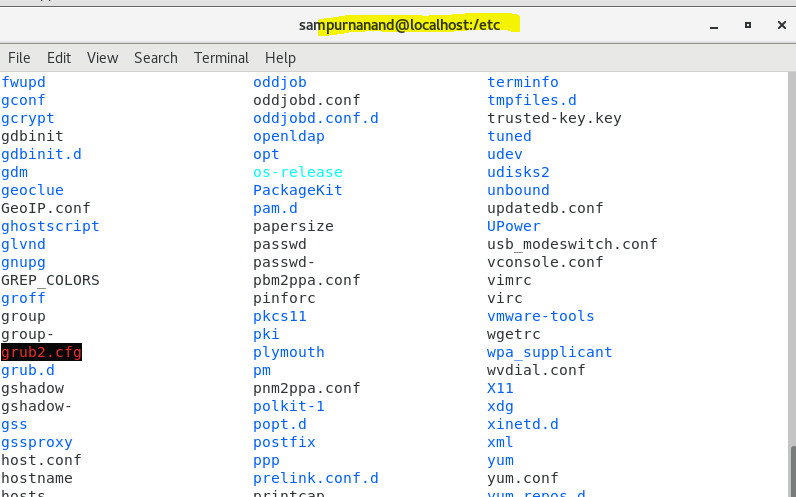 sampurnanand@localhost:/etc
File Edit View Search Terminal Help
fwupd oddjob terminfo
gconf oddjobd.conf tmpfiles.d
gcrypt oddjobd.conf.d trusted-key.key
gdbinit openldap tuned
gdbinit.d opt udev
gdm os-release udisks2
geoclue PackageKit unbound
GeoIP.conf pam.d updatedb.conf
ghostscript papersize UPower
glvnd passwd usb_modeswitch.conf
gnupg passwd- vconsole.conf
GREP_COLORS pbm2ppa.conf vimrc
groff pinforc virc
group pkcs11 vmware-tools
group- pki wgetrc
grub2.cfg plymouth wpa_supplicant
grub.d pm wvdial.conf
gshadow pnm2ppa.conf X11
gshadow- polkit-1 xdg
gss popt.d xinetd.d
gssproxy postfix xml
host.conf ppp yum
hostname prelink.conf.d yum.conf
hosts printcap yum.repos.d